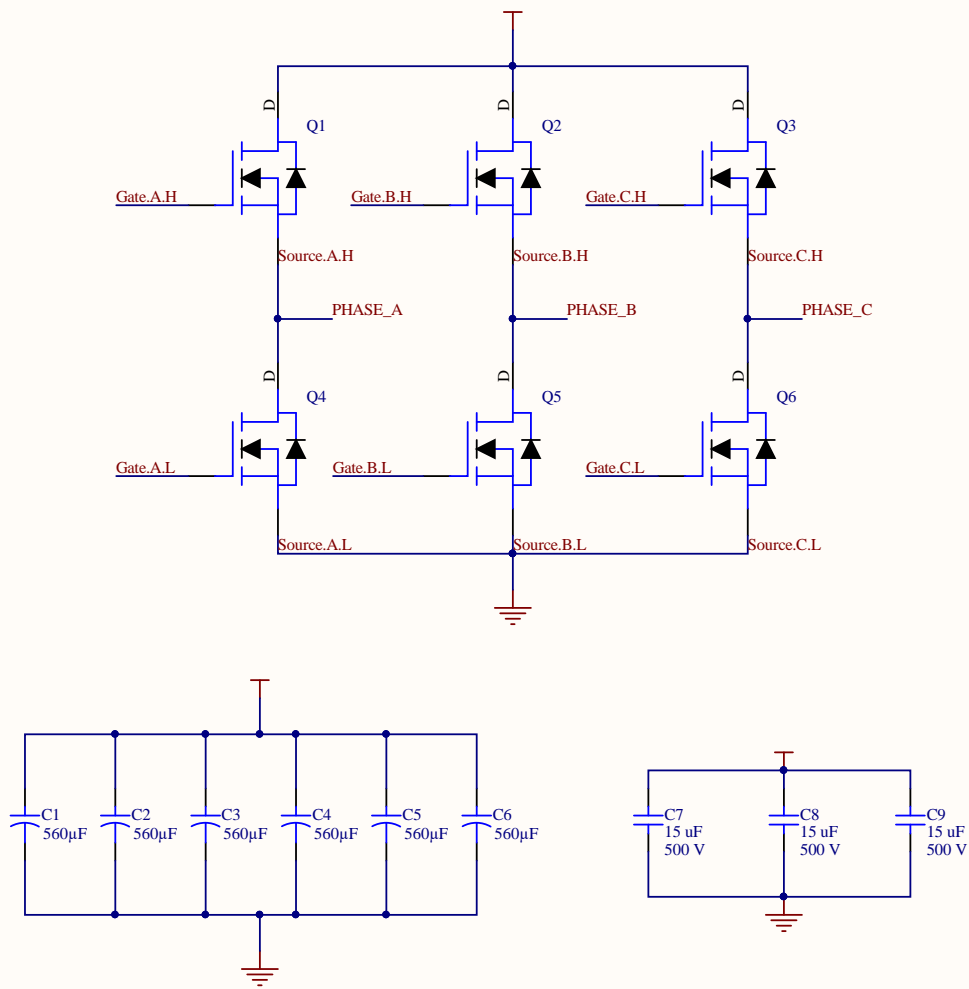 D
D
D
Q1
Q2
Q3
Gate.A.H
Gate.B.H
Gate.C.H
Source.A.H
Source.B.H
Source.C.H
PHASE_A
PHASE_B
PHASE_C
D
D
D
Q4
Q5
Q6
Gate.A.L
Gate.B.L
Gate.C.L
Source.A.L
Source.B.L
Source.C.L
C1
560µF
C2
560µF
C3
560µF
C4
560µF
C5
560µF
C6
560µF
C7
15 uF
500 V
C8
15 uF
500 V
C9
15 uF
500 V